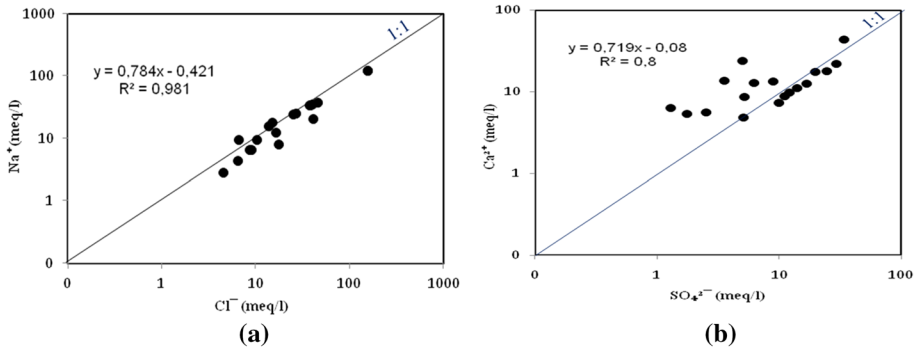 1000
100
10
1
0
Na⁺ (meq/l)
y = 0,784x - 0,421
R² = 0,981
1:1
0 1 10 100 1000
Cl⁻ (meq/l)
(a)
100
10
1
0
Ca²⁺ (meq/l)
y = 0,719x - 0,08
R² = 0,8
1:1
0 1 10 100
SO₄²⁻ (meq/l)
(b)